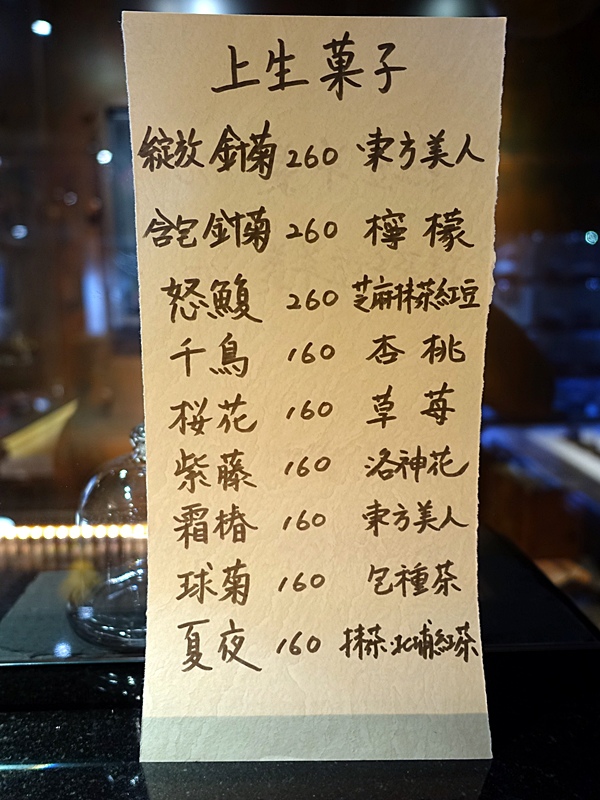 上生菓子
綻放針菊 260 東方美人
含包針菊 260 檸檬
怒鰒 260 芝麻抹茶紅豆
千鳥 160 杏桃
桜花 160 草莓
紫藤 160 洛神花
霜椿 160 東方美人
球菊 160 包種茶
夏夜 160 抹茶·北埔紅茶